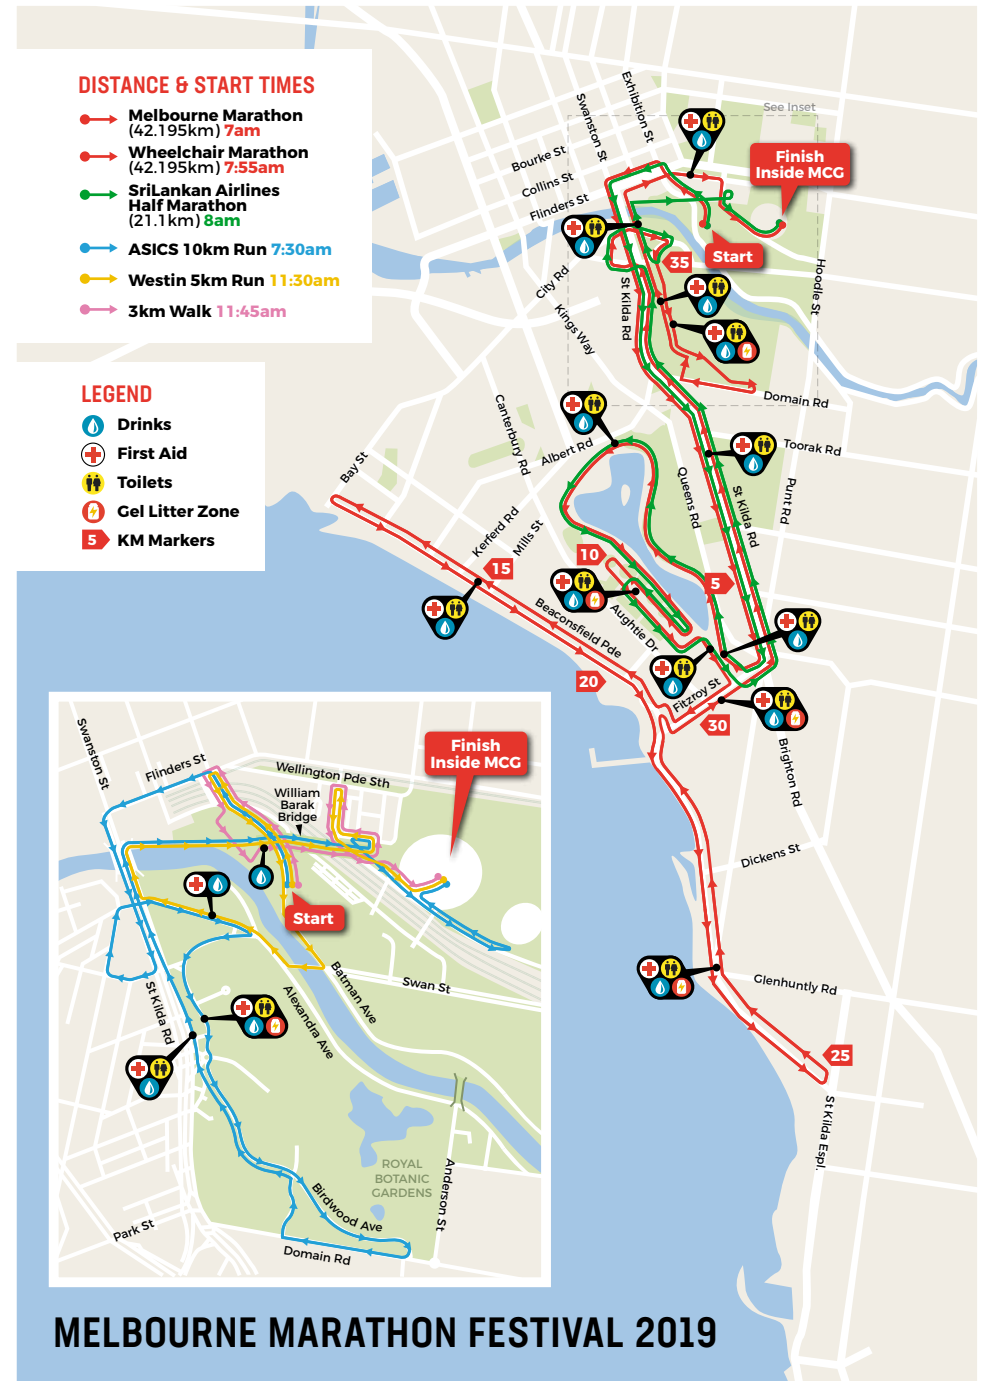 DISTANCE & START TIMES
Melbourne Marathon
(42.195km) 7am
Wheelchair Marathon
(42.195km) 7:55am
SriLankan Airlines
Half Marathon
(21.1km) 8am
ASICS 10km Run 7:30am
Westin 5km Run 11:30am
3km Walk 11:45am
LEGEND
Drinks
First Aid
Toilets
Gel Litter Zone
5 KM Markers
See Inset
Exhibition St
Swanston St
Bourke St
Collins St
Flinders St
Finish
Inside MCG
Start
35
City Rd
Kings Way
St Kilda Rd
Hoddle St
Domain Rd
Toorak Rd
Canterbury Rd
Albert Rd
Bay St
Queens Rd
St Kilda Rd
Punt Rd
Kerferd Rd
Mills St
10
15
5
Beaconsfield Pde
Aughtie Dr
20
Fitzroy St
30
Brighton Rd
Dickens St
Glenhuntly Rd
25
St Kilda Espl.
Swanston St
Flinders St
Wellington Pde Sth
William
Barak
Bridge
Finish
Inside MCG
Start
Swan St
Batman Ave
Alexandra Ave
St Kilda Rd
ROYAL
BOTANIC
GARDENS
Anderson St
Birdwood Ave
Park St
Domain Rd
MELBOURNE MARATHON FESTIVAL 2019